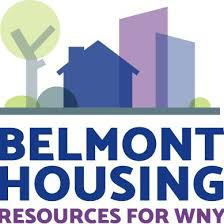 BELMONT
HOUSING
RESOURCES FOR WNY